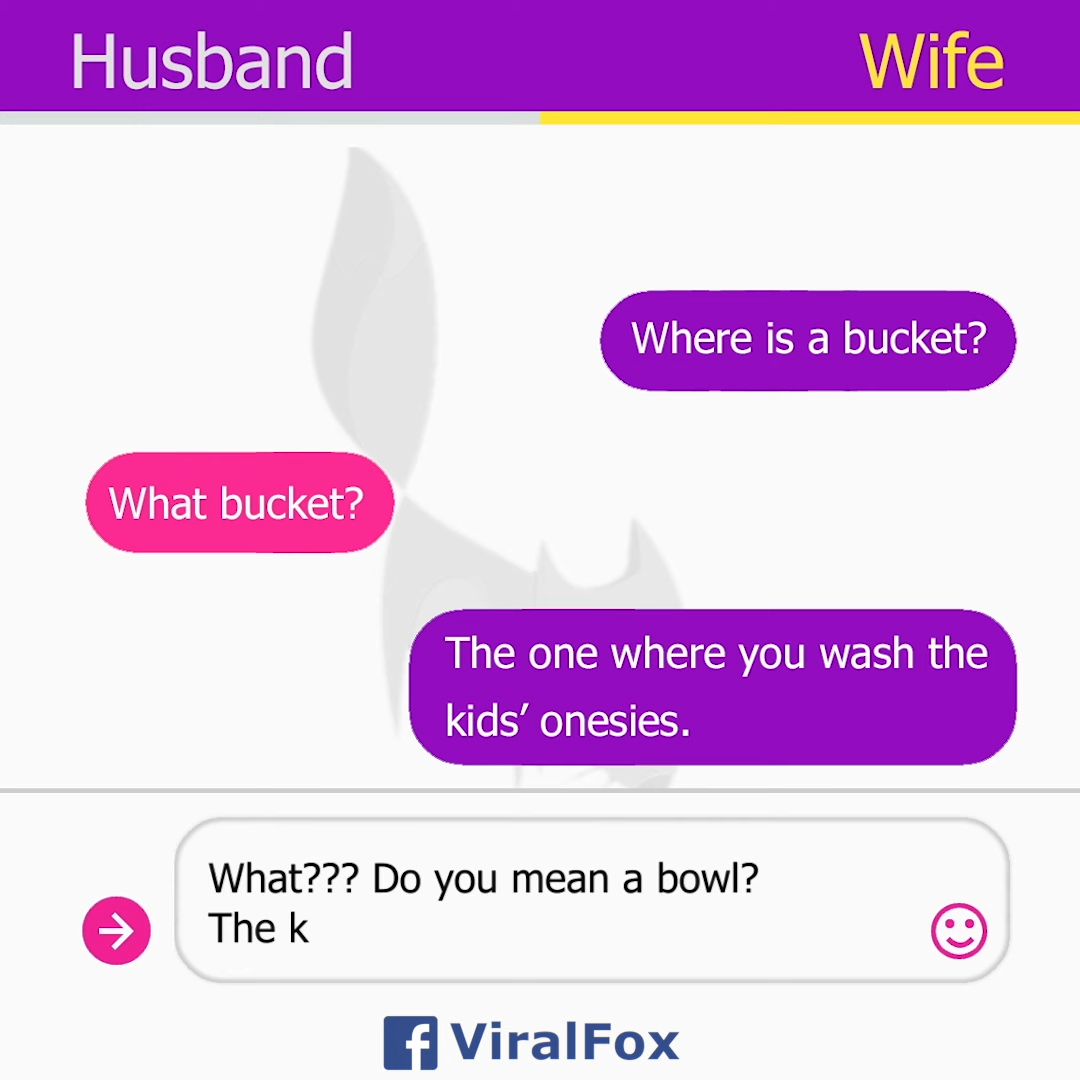 Husband
Wife
Where is a bucket?
What bucket?
The one where you wash the
kids’ onesies.
What??? Do you mean a bowl?
The k
ViralFox